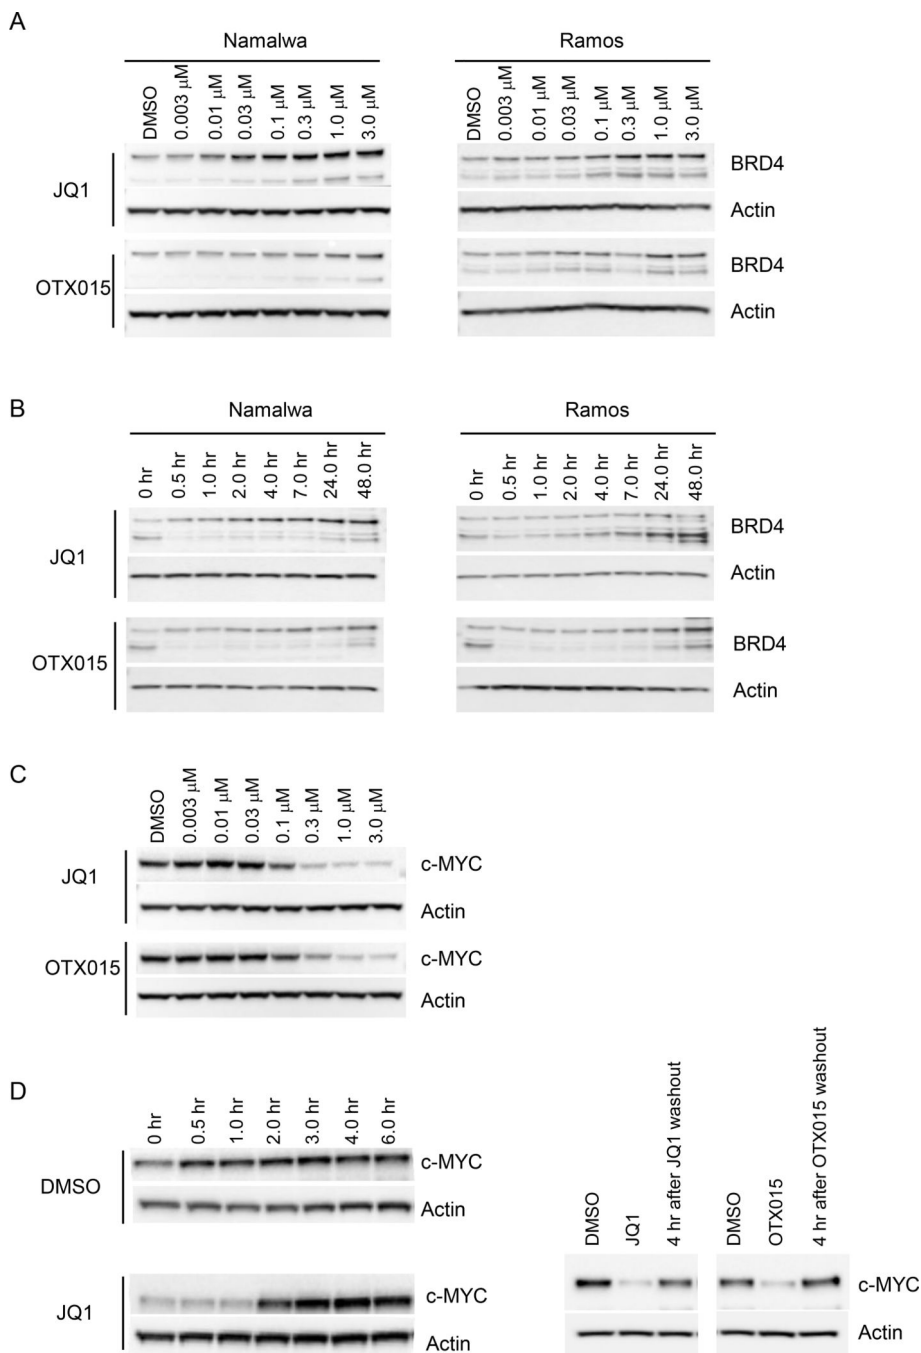 A
Namalwa
Ramos
DMSO
0.003 μM
0.01 μM
0.03 μM
0.1 μM
0.3 μM
1.0 μM
3.0 μM
DMSO
0.003 μM
0.01 μM
0.03 μM
0.1 μM
0.3 μM
1.0 μM
3.0 μM
JQ1
BRD4
Actin
OTX015
BRD4
Actin
B
Namalwa
Ramos
0 hr
0.5 hr
1.0 hr
2.0 hr
4.0 hr
7.0 hr
24.0 hr
48.0 hr
0 hr
0.5 hr
1.0 hr
2.0 hr
4.0 hr
7.0 hr
24.0 hr
48.0 hr
JQ1
BRD4
Actin
OTX015
BRD4
Actin
C
DMSO
0.003 μM
0.01 μM
0.03 μM
0.1 μM
0.3 μM
1.0 μM
3.0 μM
JQ1
c-MYC
Actin
OTX015
c-MYC
Actin
D
0 hr
0.5 hr
1.0 hr
2.0 hr
3.0 hr
4.0 hr
6.0 hr
DMSO
c-MYC
Actin
JQ1
c-MYC
Actin
DMSO
JQ1
4 hr after JQ1 washout
DMSO
OTX015
4 hr after OTX015 washout
c-MYC
Actin